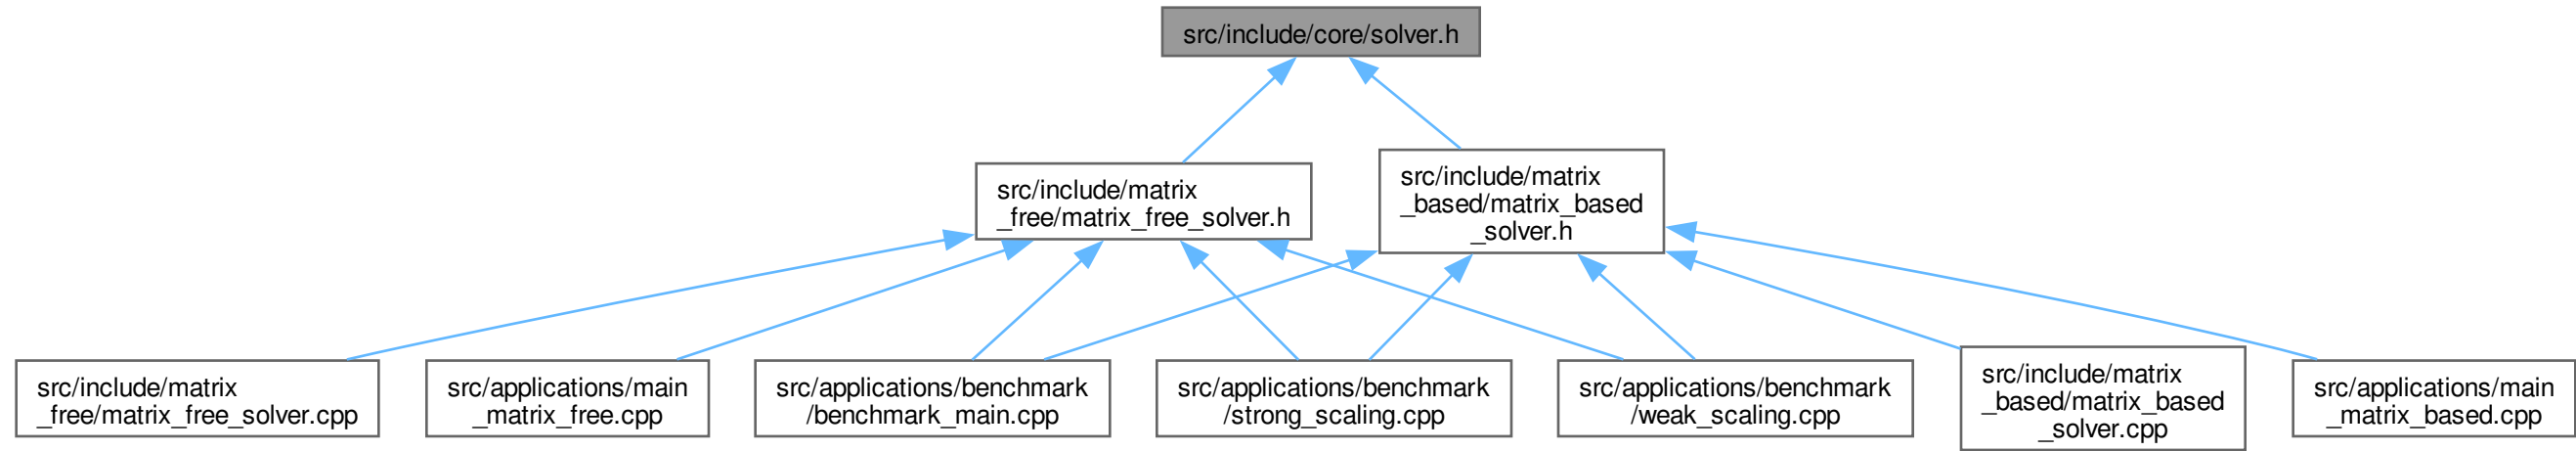 src/include/core/solver.h
src/include/matrix
_free/matrix_free_solver.h
src/include/matrix
_based/matrix_based
_solver.h
src/include/matrix
_free/matrix_free_solver.cpp
src/applications/main
_matrix_free.cpp
src/applications/benchmark
/benchmark_main.cpp
src/applications/benchmark
/strong_scaling.cpp
src/applications/benchmark
/weak_scaling.cpp
src/include/matrix
_based/matrix_based
_solver.cpp
src/applications/main
_matrix_based.cpp